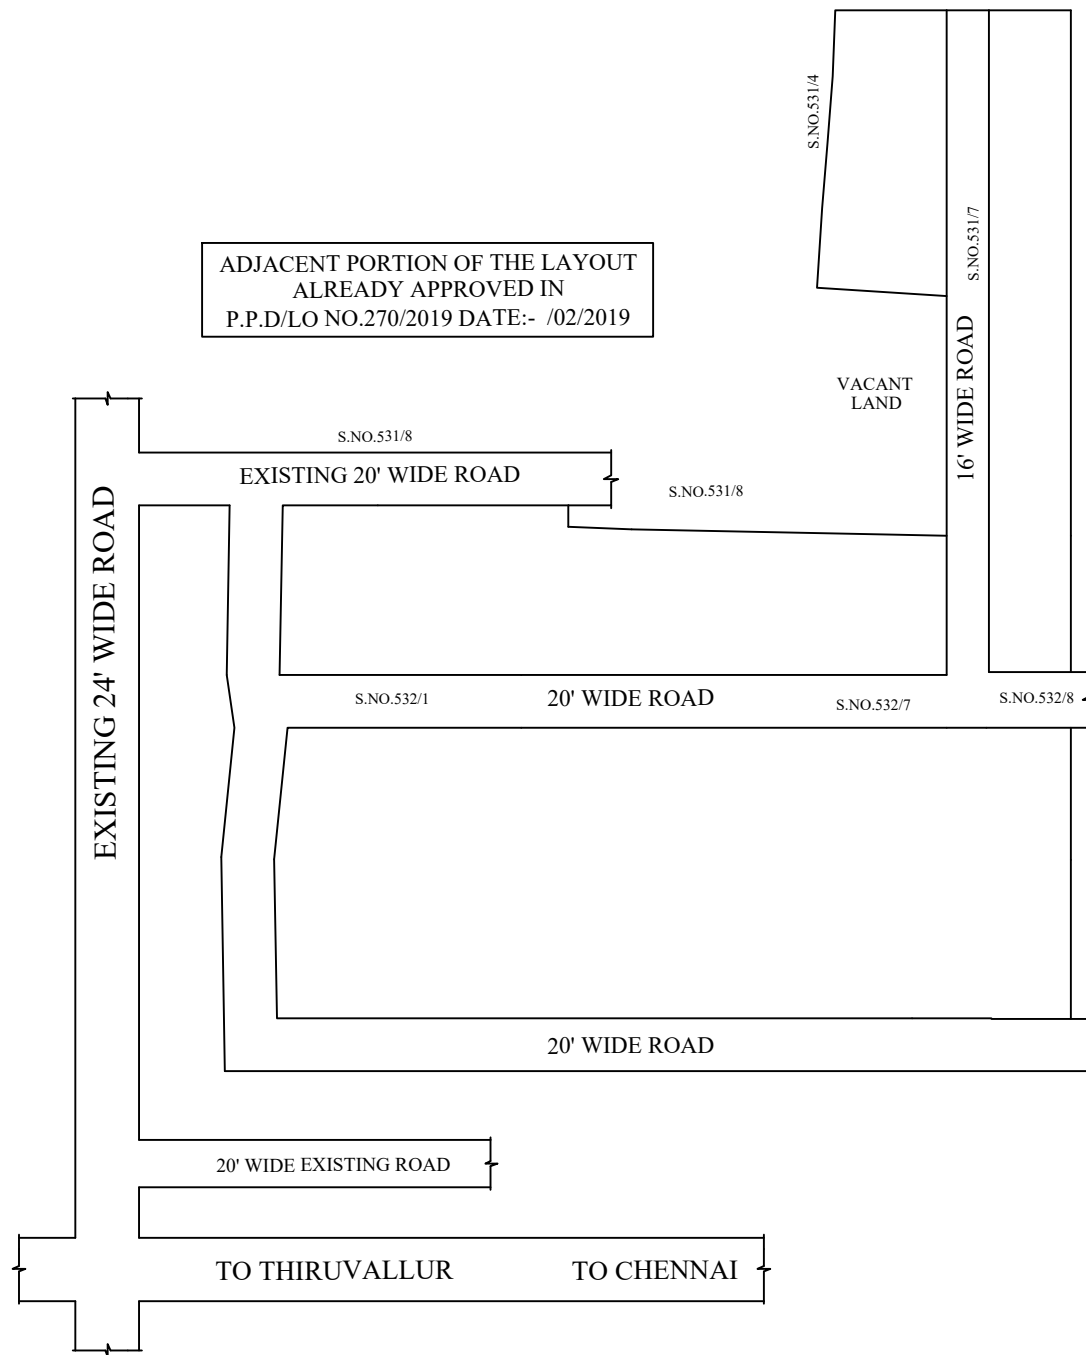 S.NO.531/4
S.NO.531/7
ADJACENT PORTION OF THE LAYOUT
ALREADY APPROVED IN
P.P.D/LO NO.270/2019 DATE:- /02/2019
16' WIDE ROAD
VACANT
LAND
S.NO.531/8
EXISTING 20' WIDE ROAD
S.NO.531/8
EXISTING 24' WIDE ROAD
S.NO.532/1
20' WIDE ROAD
S.NO.532/7
S.NO.532/8
20' WIDE ROAD
20' WIDE EXISTING ROAD
TO THIRUVALLUR
TO CHENNAI